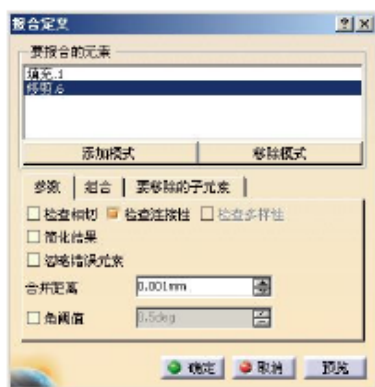 接合定义
要接合的元素
填充.1
修剪.6
添加模式 移除模式
参数 组合 要移除的子元素
检查相切 检查连接性 检查多样性
简化结果
忽略错误元素
合并距离 0.001mm
角阈值 0.5deg
确定 取消 预览